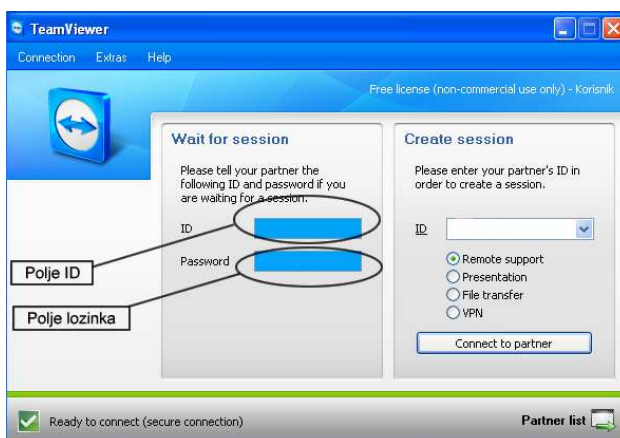 TeamViewer
Connection Extras Help
Free license (non-commercial use only) - Korisnik
Wait for session
Please tell your partner the
following ID and password if you
are waiting for a session:
ID
Password
Polje ID
Polje lozinka
Create session
Please enter your partner's ID in
order to create a session.
ID
Remote support
Presentation
File transfer
VPN
Connect to partner
Ready to connect (secure connection)
Partner list